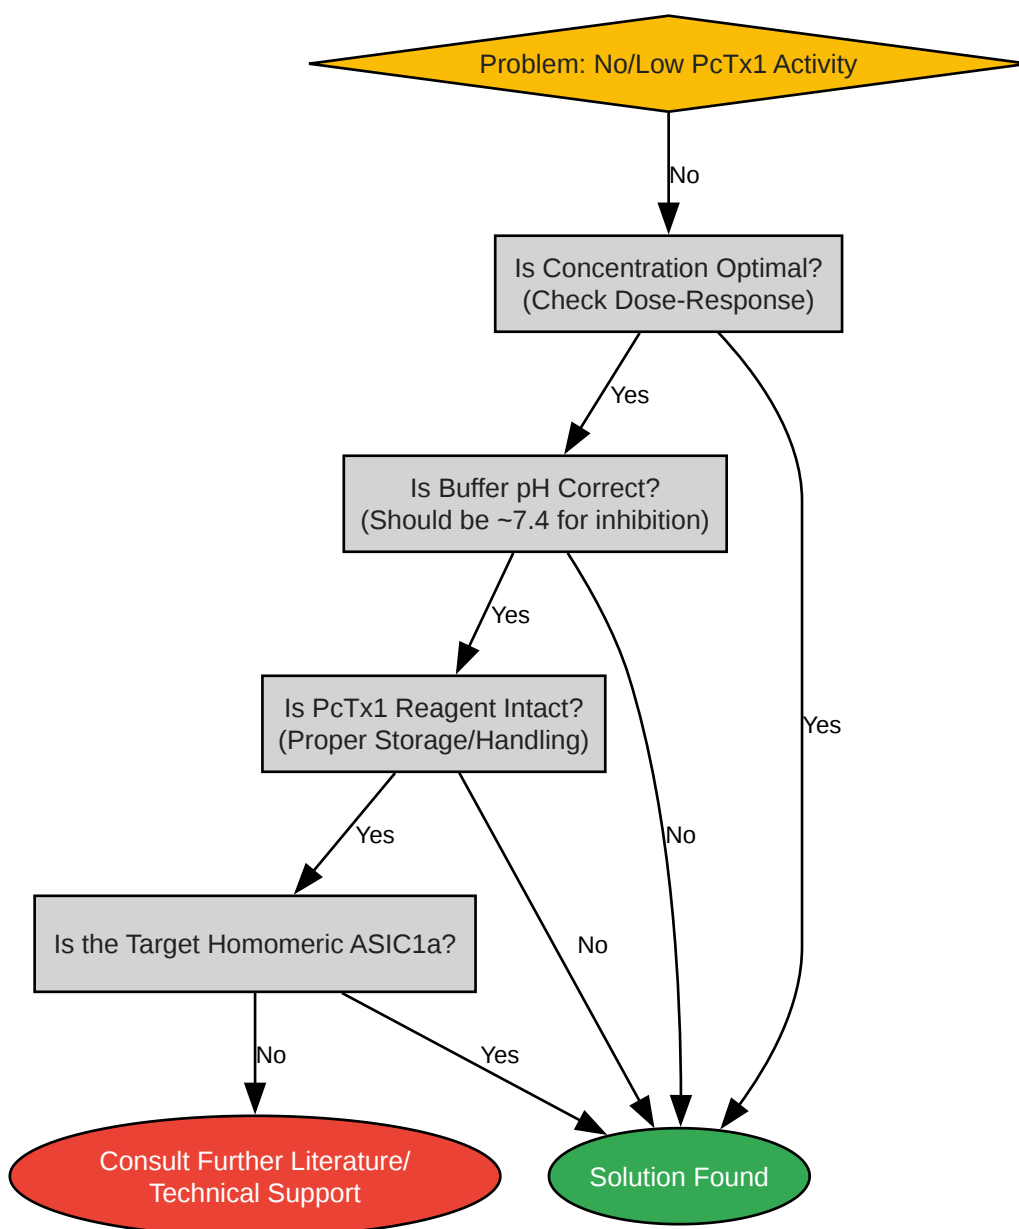 Problem: No/Low PcTx1 Activity
No
Is Concentration Optimal?
(Check Dose-Response)
Yes
Is Buffer pH Correct?
(Should be ~7.4 for inhibition)
Yes
Is PcTx1 Reagent Intact?
(Proper Storage/Handling)
Yes
Yes
No
Is the Target Homomeric ASIC1a?
No
No
Yes
Consult Further Literature/
Technical Support
Solution Found